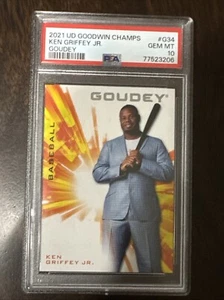 2021 UD GOODWIN CHAMPS #G34
KEN GRIFFEY JR. GEM MT
GOUDEY 10
PSA 77523206
GOUDEY
BASEBALL
KEN
GRIFFEY JR.